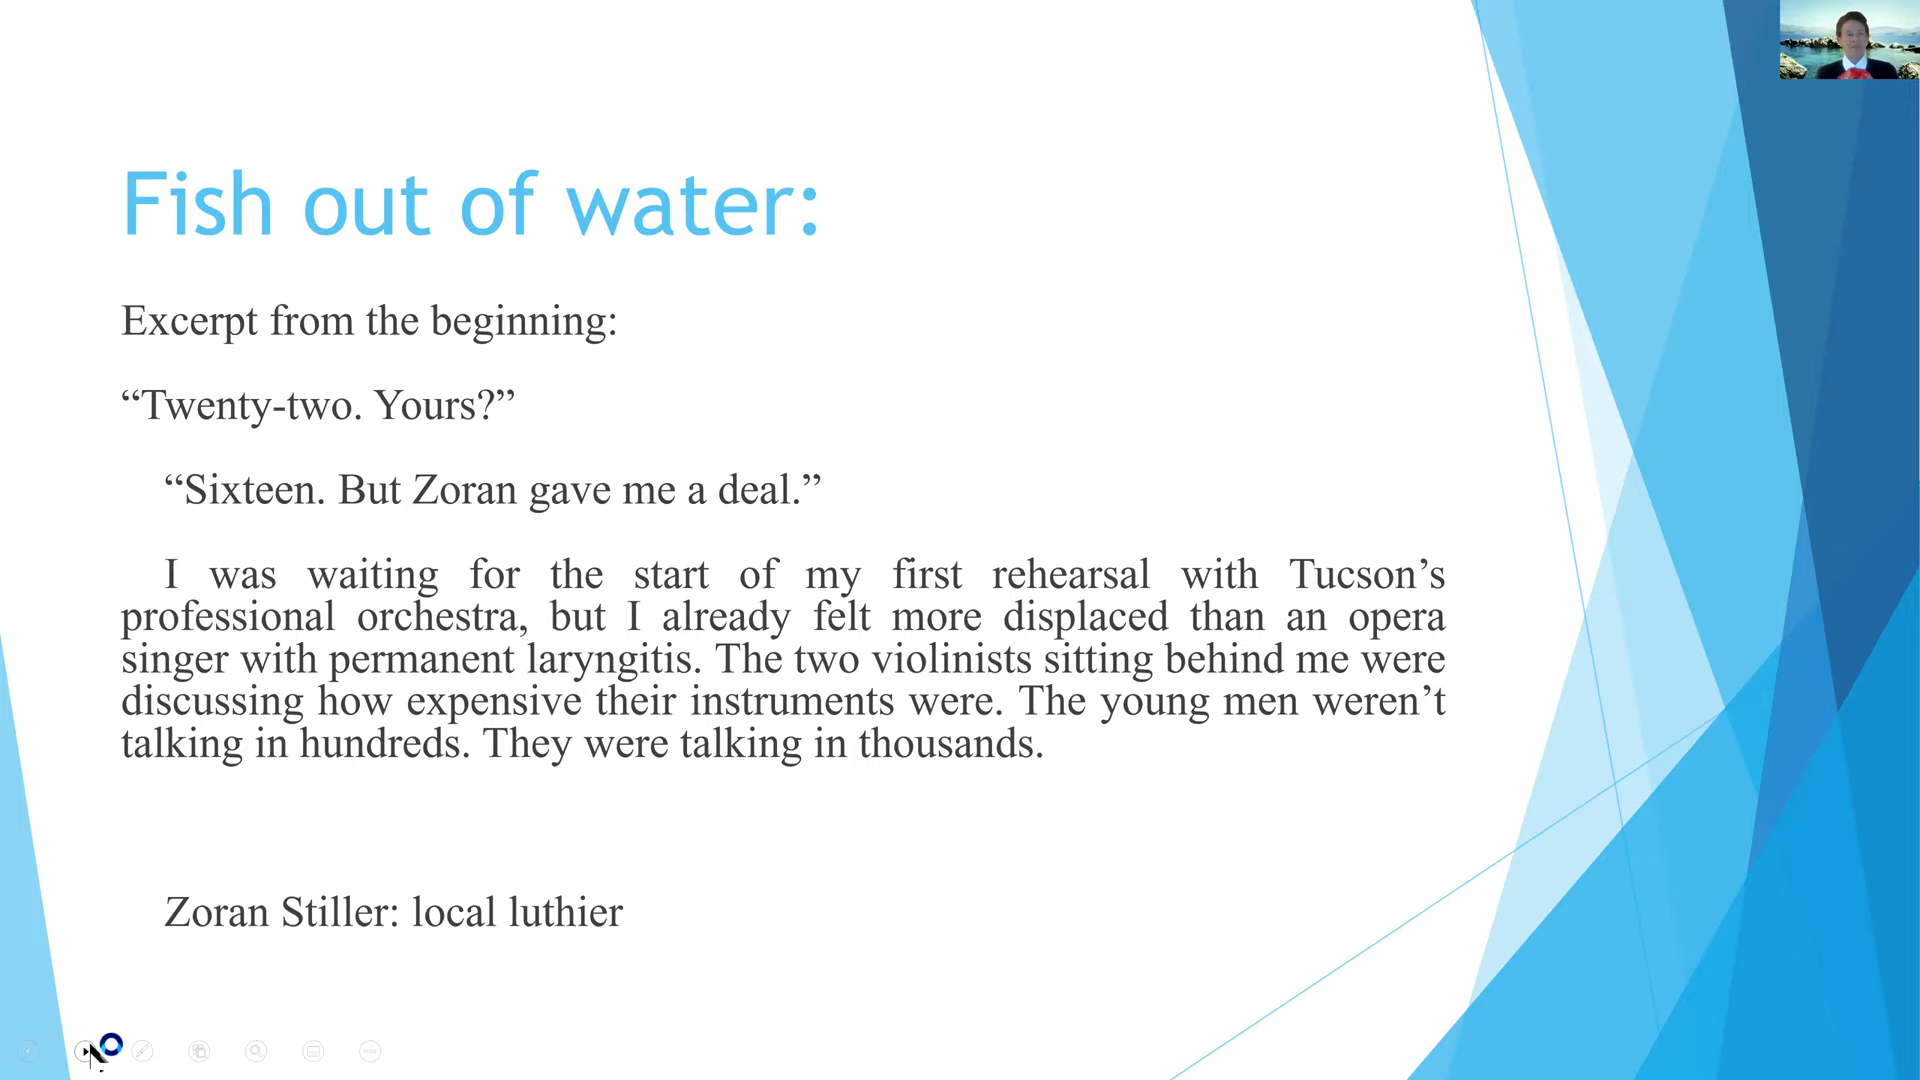 Fish out of water:
Excerpt from the beginning:
“Twenty-two. Yours?”
“Sixteen. But Zoran gave me a deal.”
I was waiting for the start of my first rehearsal with Tucson’s
professional orchestra, but I already felt more displaced than an opera
singer with permanent laryngitis. The two violinists sitting behind me were
discussing how expensive their instruments were. The young men weren’t
talking in hundreds. They were talking in thousands.
Zoran Stiller: local luthier